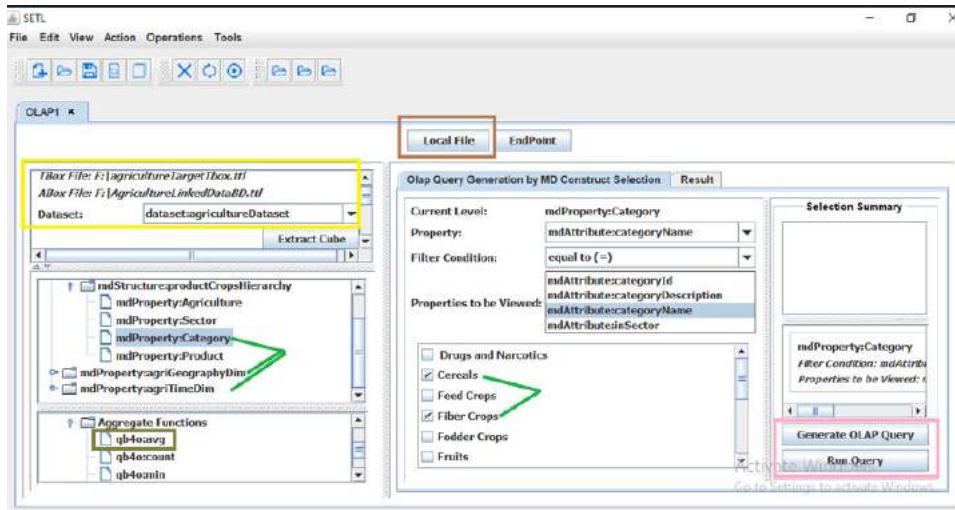 SETL
File Edit View Action Operations Tools
OLAP1
Local File EndPoint
TBox File: F:\agricultureTargetTbox.ttl
ABox File: F:\AgricultureLinkedDataBD.ttl
Dataset: dataset:agricultureDataset
Extract Cube
mdStructure:productCropsHierarchy
mdProperty:Agriculture
mdProperty:Sector
mdProperty:Category
mdProperty:Product
mdProperty:agriGeographyDim
mdProperty:agriTimeDim
Aggregate Functions
qb4o:avg
qb4o:count
qb4o:min
Olap Query Generation by MD Construct Selection Result
Current Level: mdProperty:Category
Property: mdAttribute:categoryName
Filter Condition: equal to (=)
Properties to be Viewed:
mdAttribute:categoryId
mdAttribute:categoryDescription
mdAttribute:categoryName
mdAttribute:inSector
Drugs and Narcotics
Cereals
Feed Crops
Fiber Crops
Fodder Crops
Fruits
Selection Summary
mdProperty:Category
Filter Condition: mdAttrib
Properties to be Viewed:
Generate OLAP Query
Run Query
Activate Windows
Go to Settings to activate Windows.